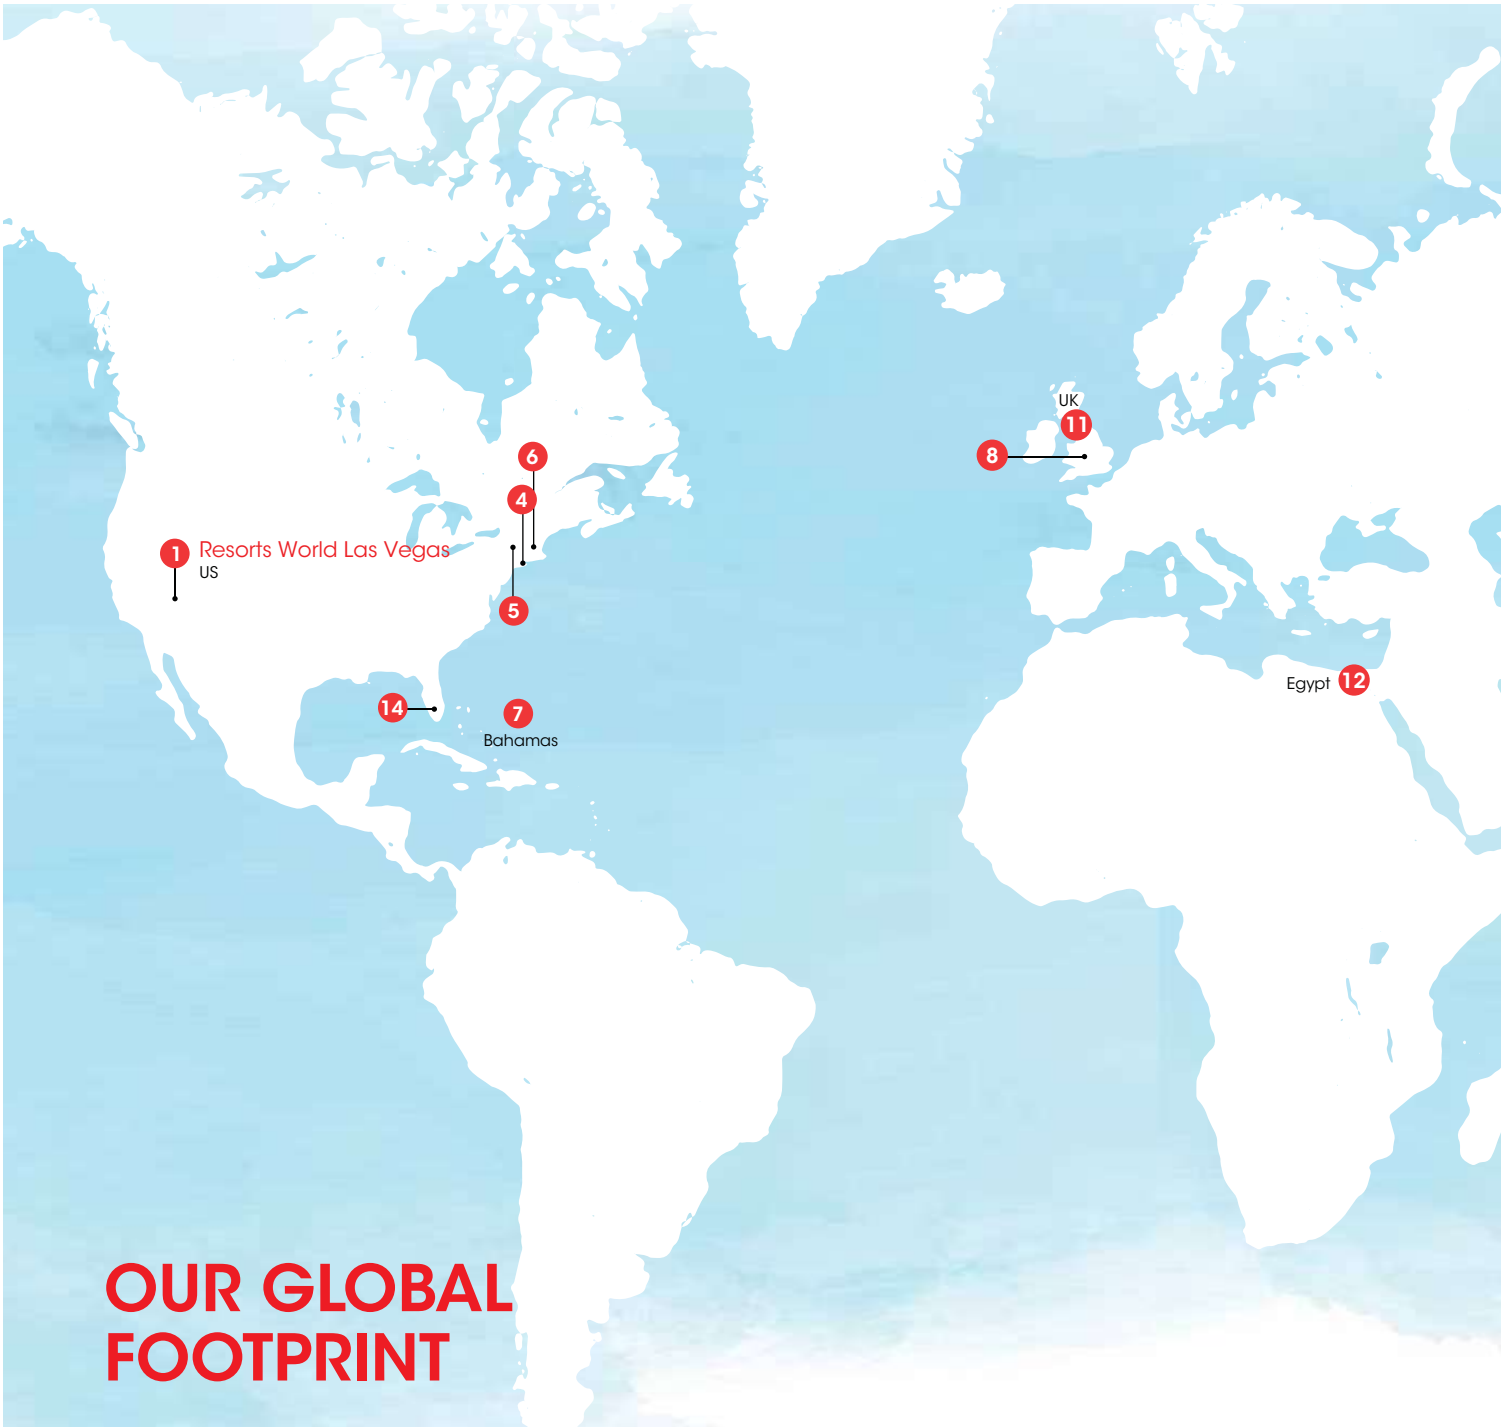 UK
11
8
6
4
1 Resorts World Las Vegas
US
5
Egypt 12
14
7
Bahamas
OUR GLOBAL
FOOTPRINT